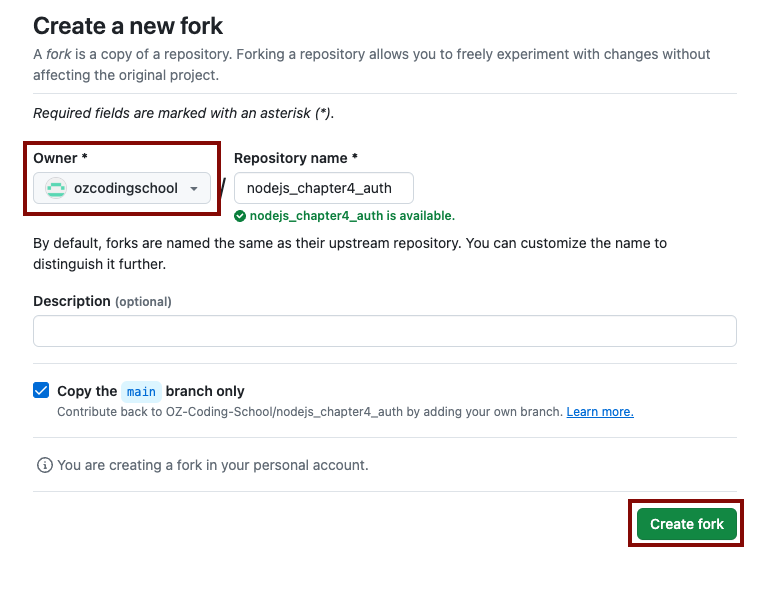 Create a new fork
A fork is a copy of a repository. Forking a repository allows you to freely experiment with changes without
affecting the original project.
Required fields are marked with an asterisk (*).
Owner *
Repository name *
ozcodingschool
/
nodejs_chapter4_auth
nodejs_chapter4_auth is available.
By default, forks are named the same as their upstream repository. You can customize the name to
distinguish it further.
Description (optional)
Copy the main branch only
Contribute back to OZ-Coding-School/nodejs_chapter4_auth by adding your own branch. Learn more.
You are creating a fork in your personal account.
Create fork